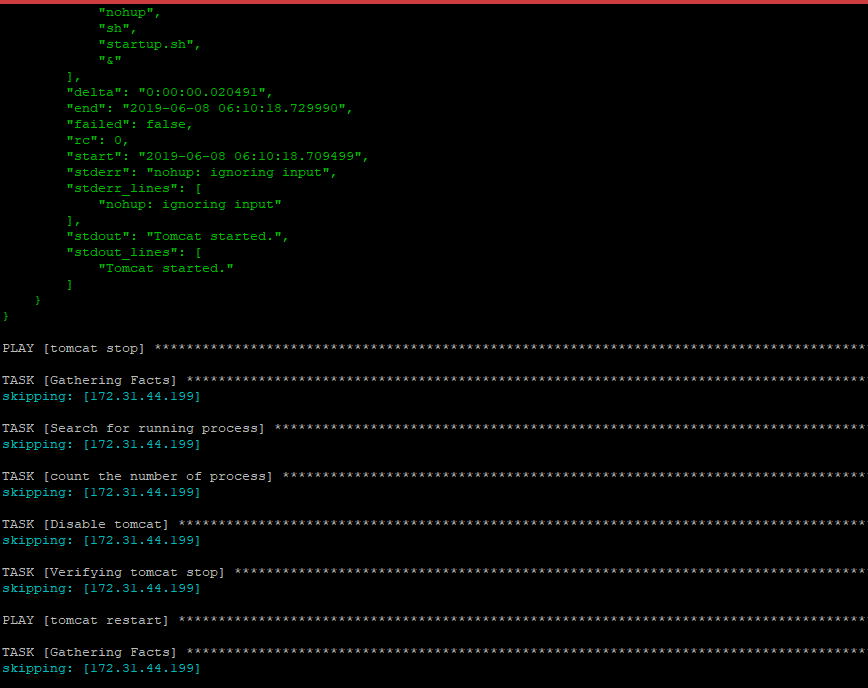 "nohup",
"sh",
"startup.sh",
"&"
],
"delta": "0:00:00.020491",
"end": "2019-06-08 06:10:18.729990",
"failed": false,
"rc": 0,
"start": "2019-06-08 06:10:18.709499",
"stderr": "nohup: ignoring input",
"stderr_lines": [
"nohup: ignoring input"
],
"stdout": "Tomcat started.",
"stdout_lines": [
"Tomcat started."
]
}
}
PLAY [tomcat stop] *****************************************************************************************
TASK [Gathering Facts] *************************************************************************************
skipping: [172.31.44.199]
TASK [Search for running process] **************************************************************************
skipping: [172.31.44.199]
TASK [count the number of process] *************************************************************************
skipping: [172.31.44.199]
TASK [Disable tomcat] **************************************************************************************
skipping: [172.31.44.199]
TASK [Verifying tomcat stop] *******************************************************************************
skipping: [172.31.44.199]
PLAY [tomcat restart] **************************************************************************************
TASK [Gathering Facts] *************************************************************************************
skipping: [172.31.44.199]